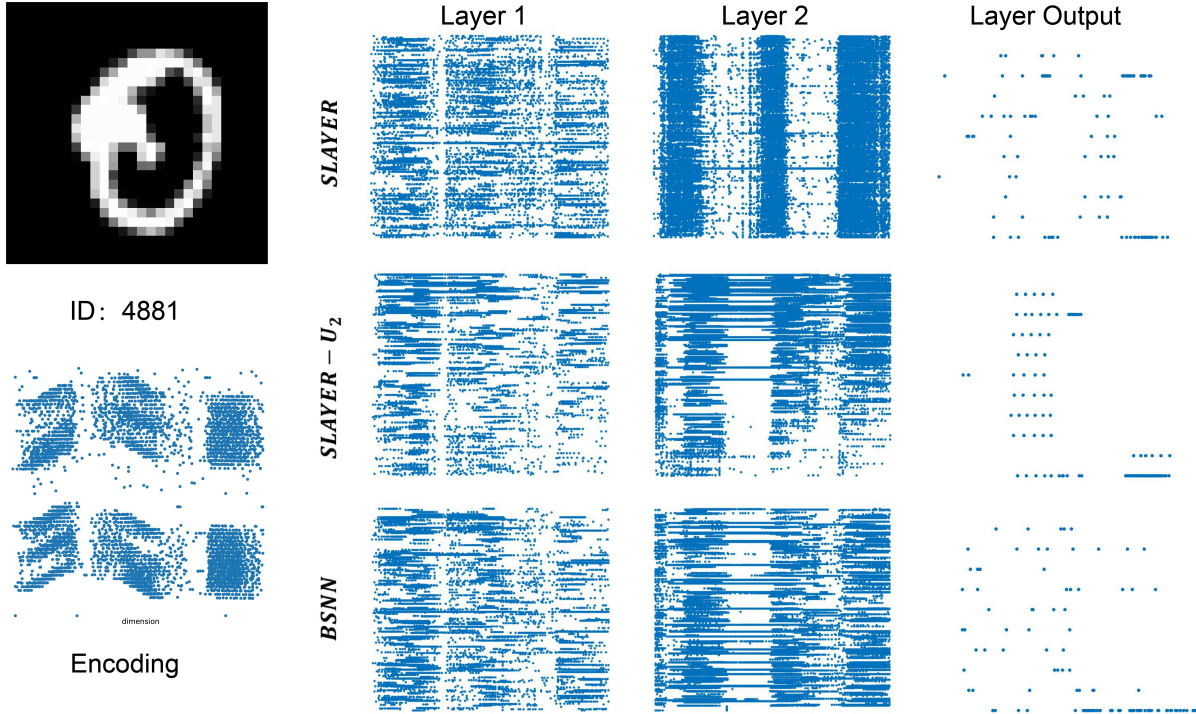 Layer 1
Layer 2
Layer Output
SLAYER
ID: 4881
SLAYER − U₂
dimension
BSNN
Encoding